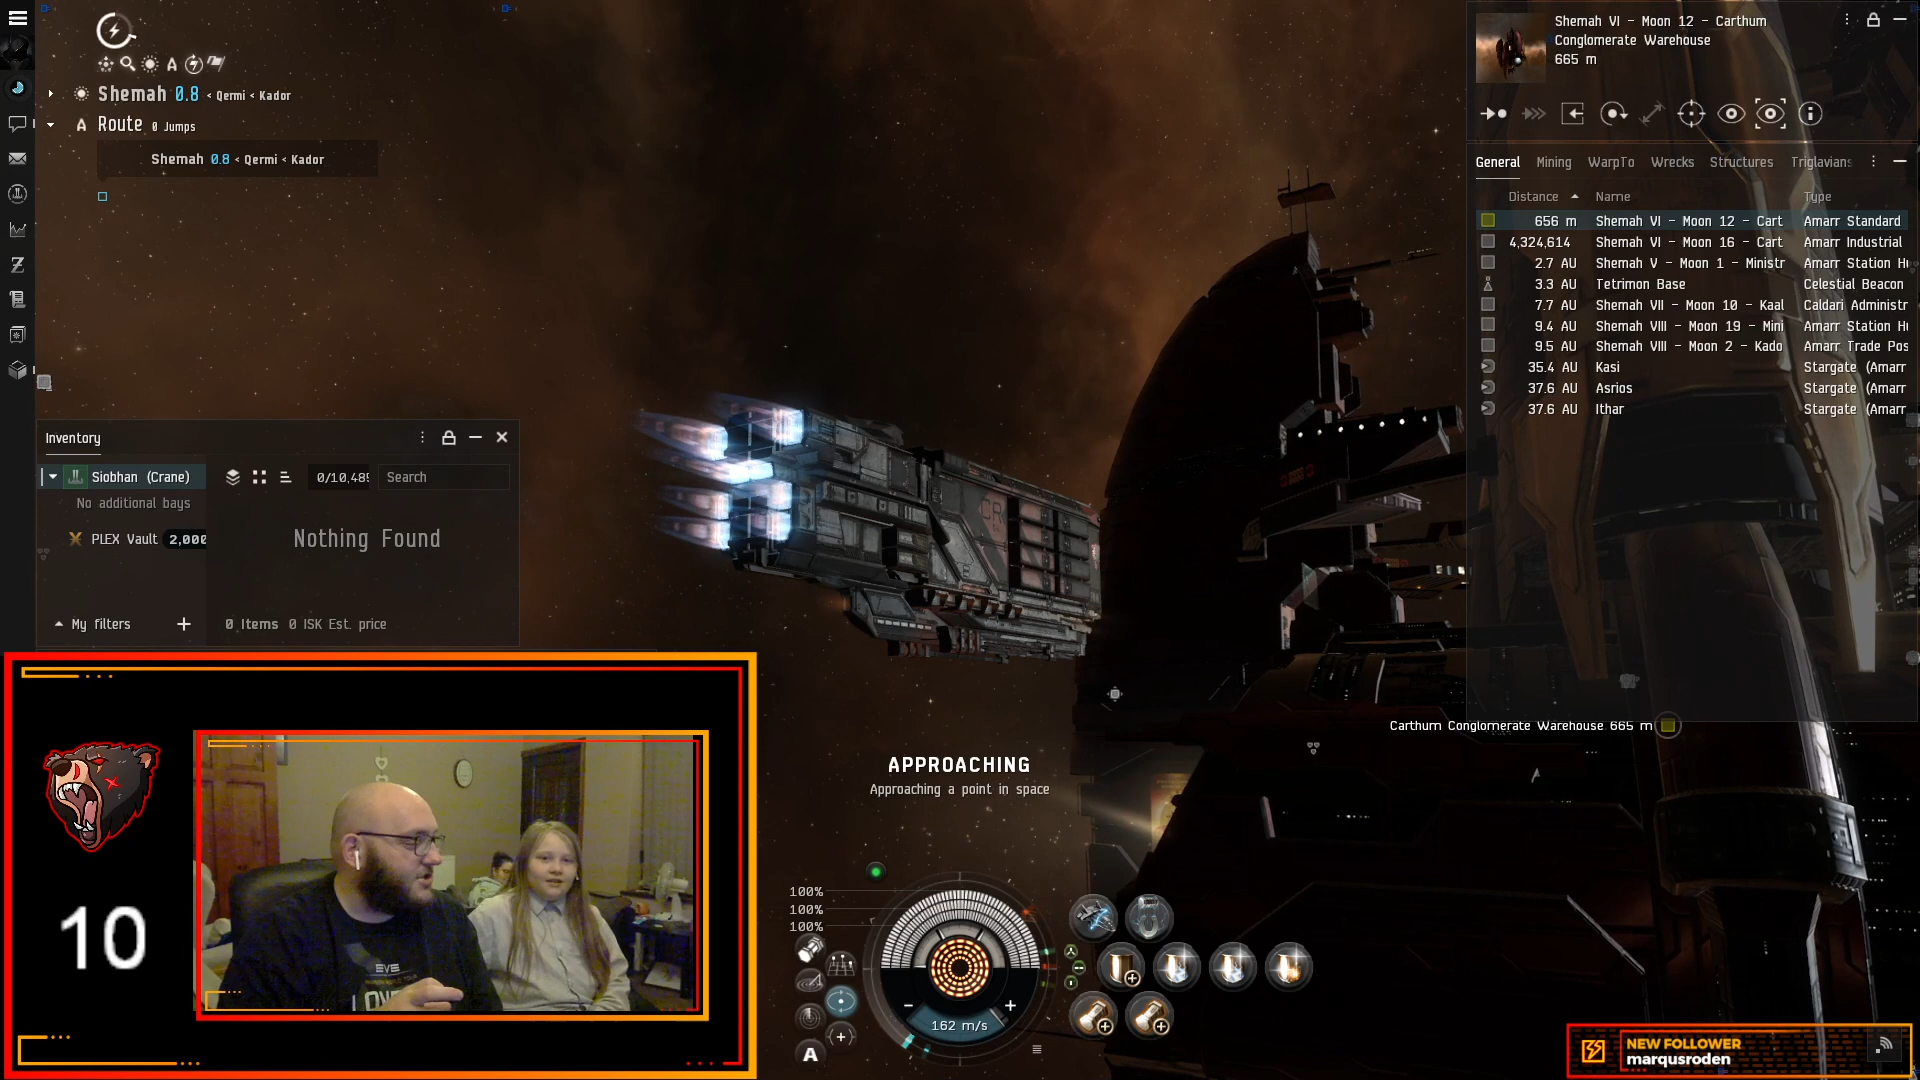 Shemah 0.8 < Qermi < Kador
Route 0 Jumps
Shemah 0.8 < Qermi < Kador
Inventory
Siobhan (Crane)
No additional bays
PLEX Vault 2,000
0/10,485
Search
Nothing Found
My filters
0 Items 0 ISK Est. price
10
EVE
APPROACHING
Approaching a point in space
100%
100%
100%
162 m/s
A
Carthum Conglomerate Warehouse 665 m
Shemah VI - Moon 12 - Carthum
Conglomerate Warehouse
665 m
General Mining WarpTo Wrecks Structures Triglavians
Distance Name Type
656 m Shemah VI - Moon 12 - Cart Amarr Standard
4,324,614 Shemah VI - Moon 16 - Cart Amarr Industrial
2.7 AU Shemah V - Moon 1 - Ministr Amarr Station H
3.3 AU Tetrimon Base Celestial Beacon
7.7 AU Shemah VII - Moon 10 - Kaal Caldari Administr
9.4 AU Shemah VIII - Moon 19 - Mini Amarr Station H
9.5 AU Shemah VIII - Moon 2 - Kado Amarr Trade Pos
35.4 AU Kasi Stargate (Amarr
37.6 AU Asrios Stargate (Amarr
37.6 AU Ithar Stargate (Amarr
NEW FOLLOWER
marqusroden